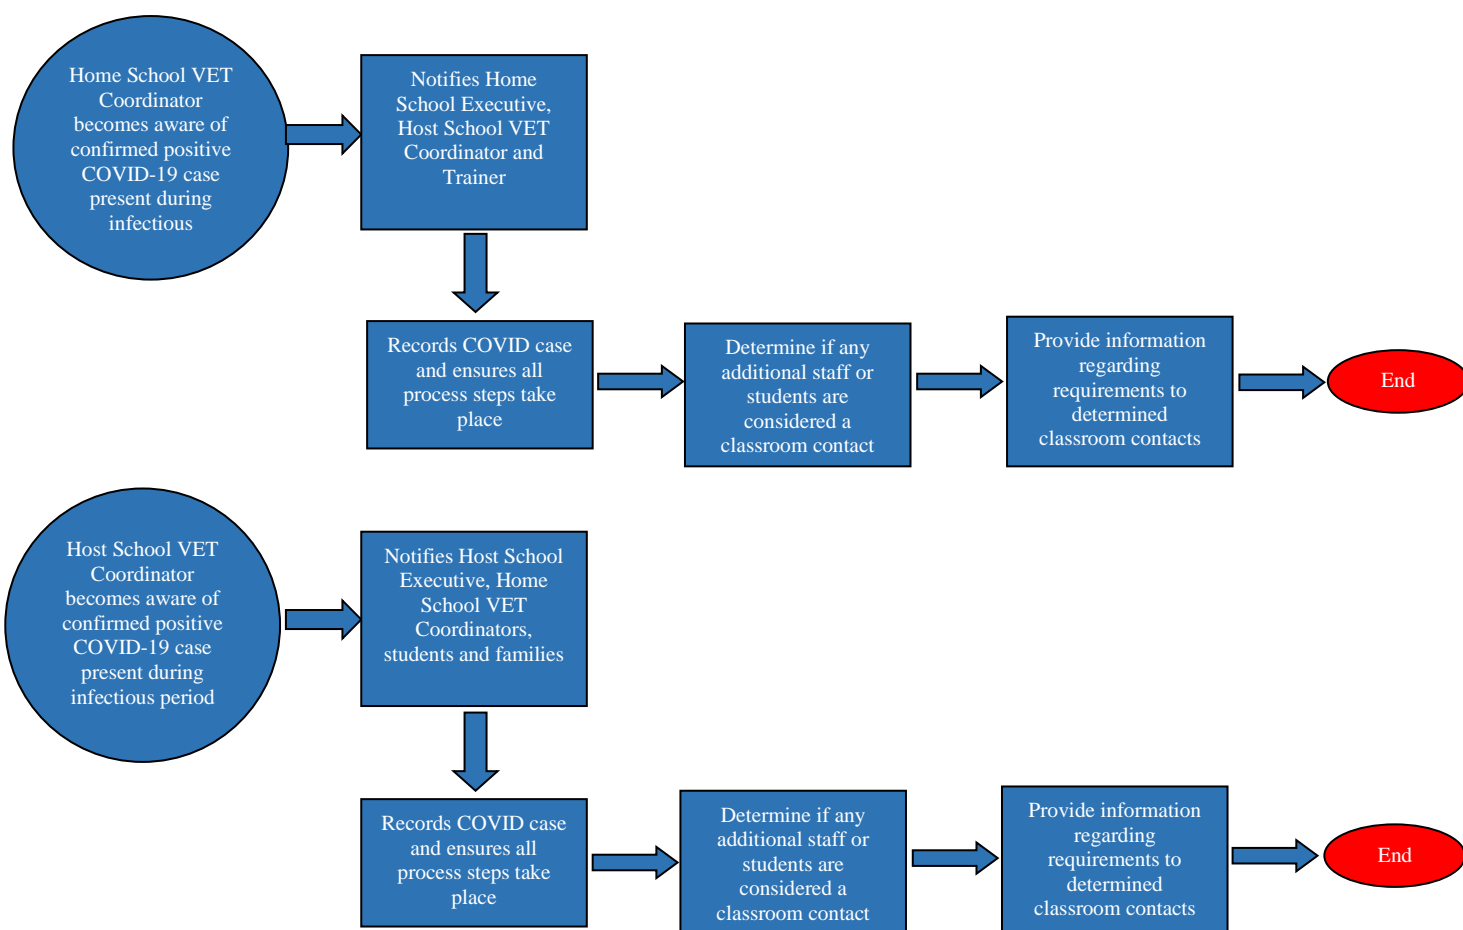 Home School VET
Coordinator
becomes aware of
confirmed positive
COVID-19 case
present during
infectious
Notifies Home
School Executive,
Host School VET
Coordinator and
Trainer
Records COVID case
and ensures all
process steps take
place
Determine if any
additional staff or
students are
considered a
classroom contact
Provide information
regarding
requirements to
determined
classroom contacts
End
Host School VET
Coordinator
becomes aware of
confirmed positive
COVID-19 case
present during
infectious period
Notifies Host School
Executive, Home
School VET
Coordinators,
students and families
Records COVID case
and ensures all
process steps take
place
Determine if any
additional staff or
students are
considered a
classroom contact
Provide information
regarding
requirements to
determined
classroom contacts
End